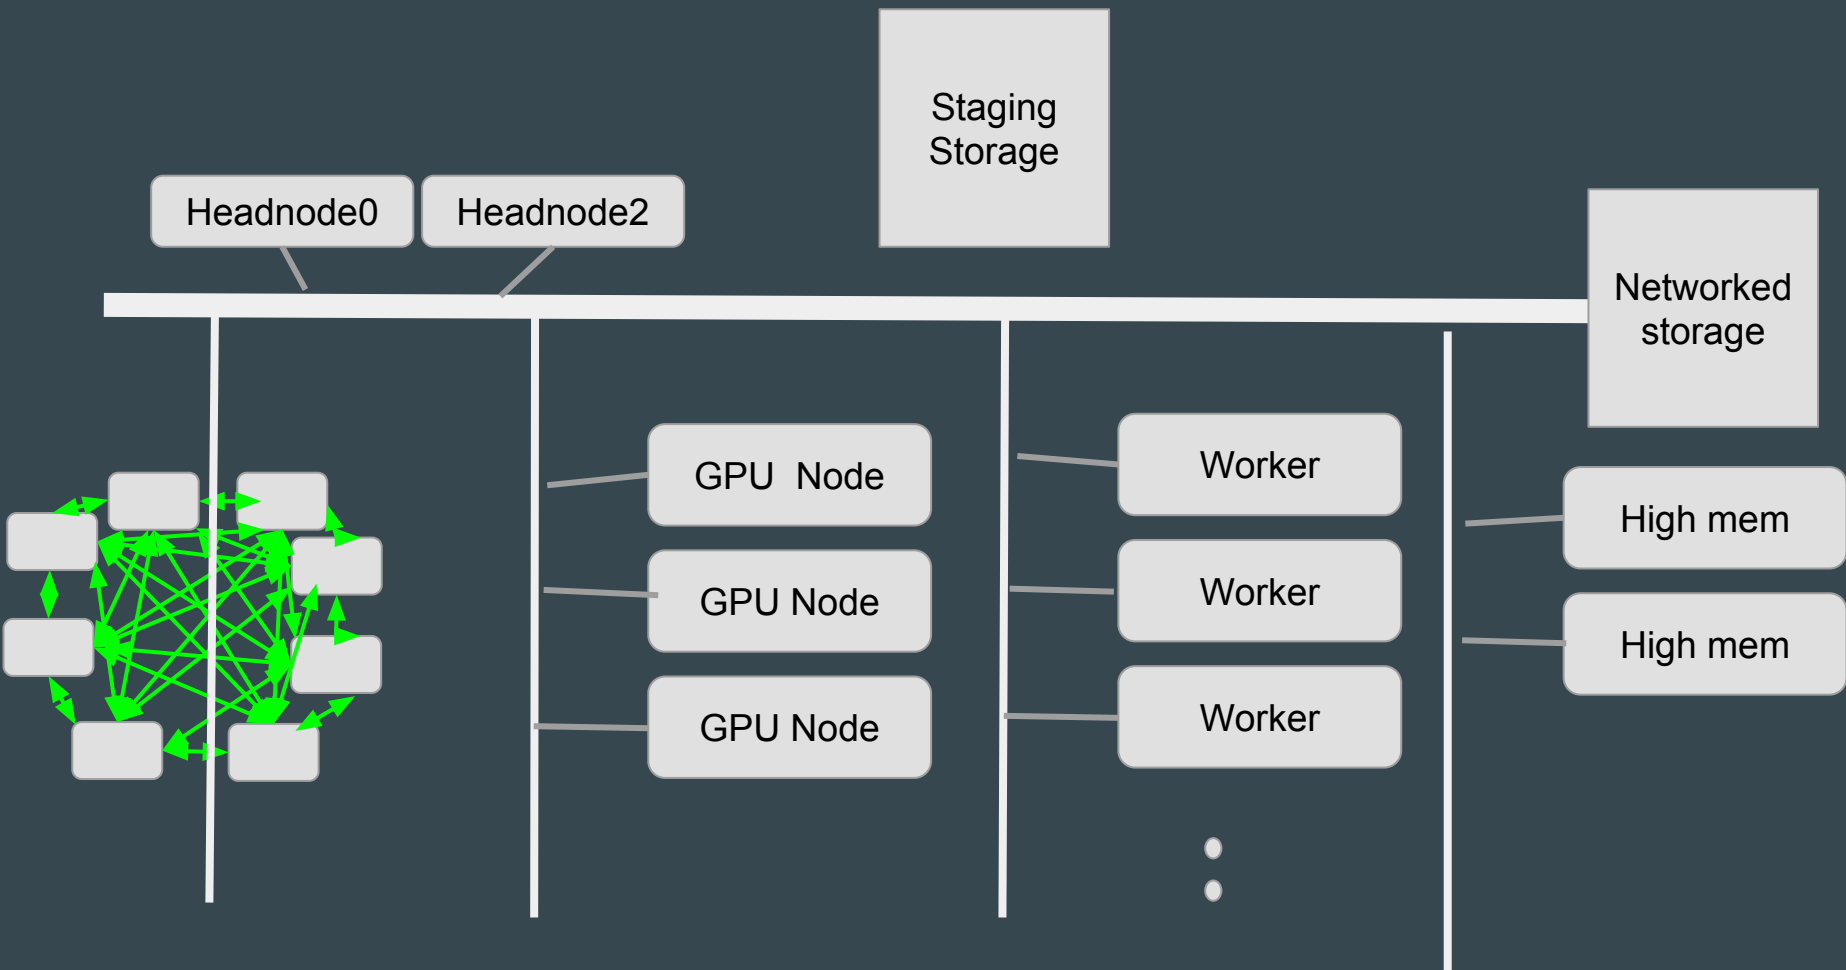 Staging
Storage
Headnode0
Headnode2
Networked
storage
GPU  Node
Worker
High mem
GPU Node
Worker
High mem
GPU Node
Worker